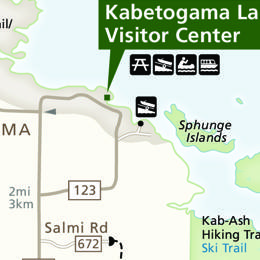 Kabetogama La
Visitor Center
ail/
Sphunge
Islands
MA
2mi
3km
123
Salmi Rd
672
Kab-Ash
Hiking Tra
Ski Trail